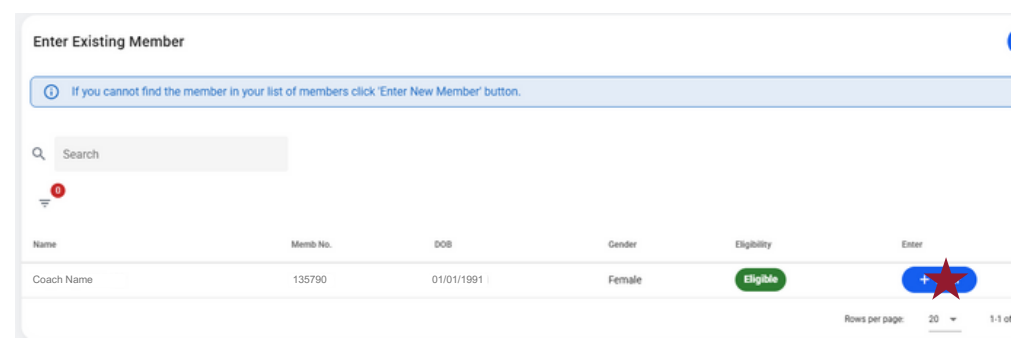 Enter Existing Member
If you cannot find the member in your list of members click 'Enter New Member' button.
Search
0
Name Memb No. DOB Gender Eligibility Enter
Coach Name 135790 01/01/1991 Female Eligible +
Rows per page: 20 1-1 of